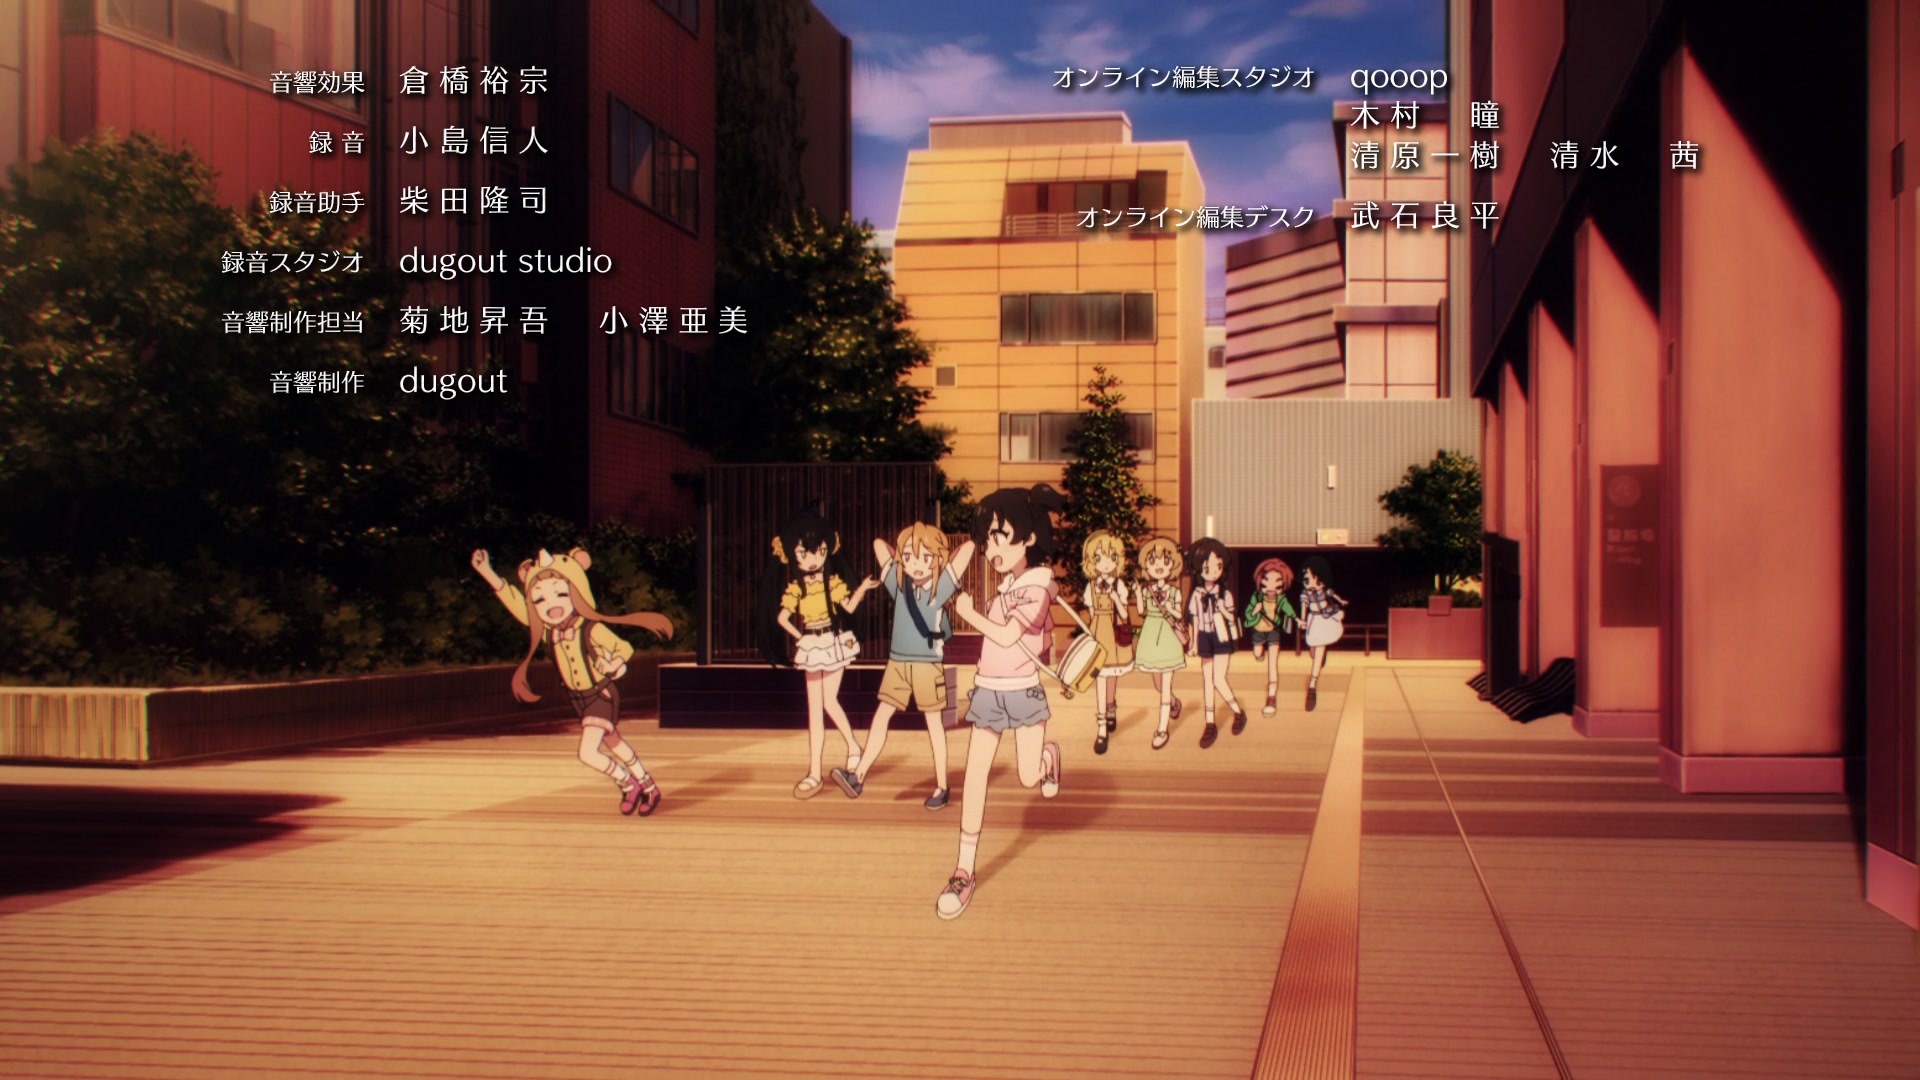 音響効果 倉橋裕宗
録音 小島信人
録音助手 柴田隆司
録音スタジオ dugout studio
音響制作担当 菊地昇吾 小澤亜美
音響制作 dugout
オンライン編集スタジオ qooop
木村 瞳
清原一樹 清水 茜
オンライン編集デスク 武石良平